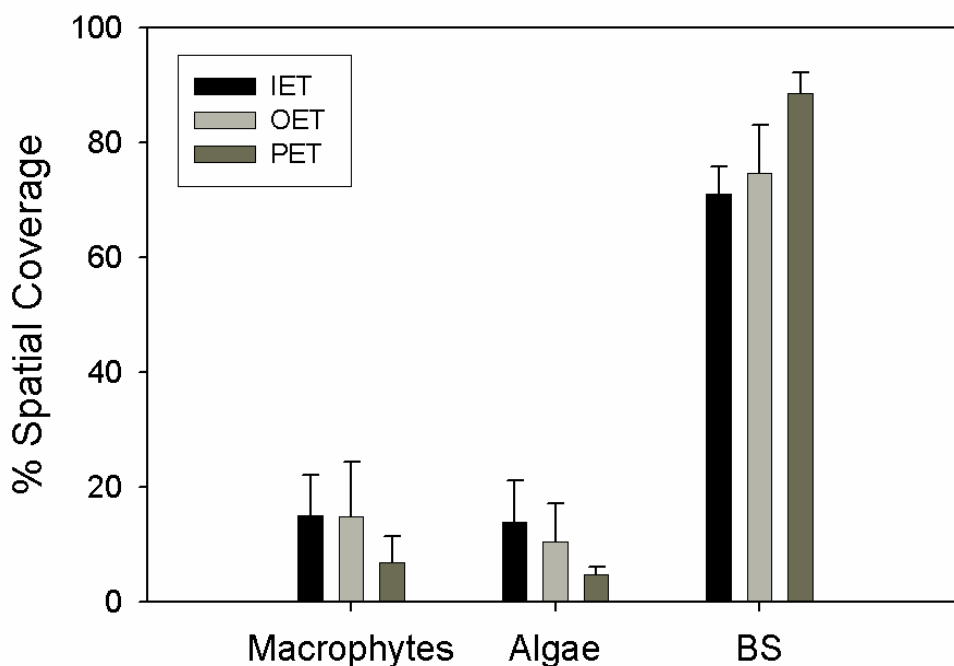 100
80
60
40
20
0
% Spatial Coverage
IET
OET
PET
Macrophytes Algae BS